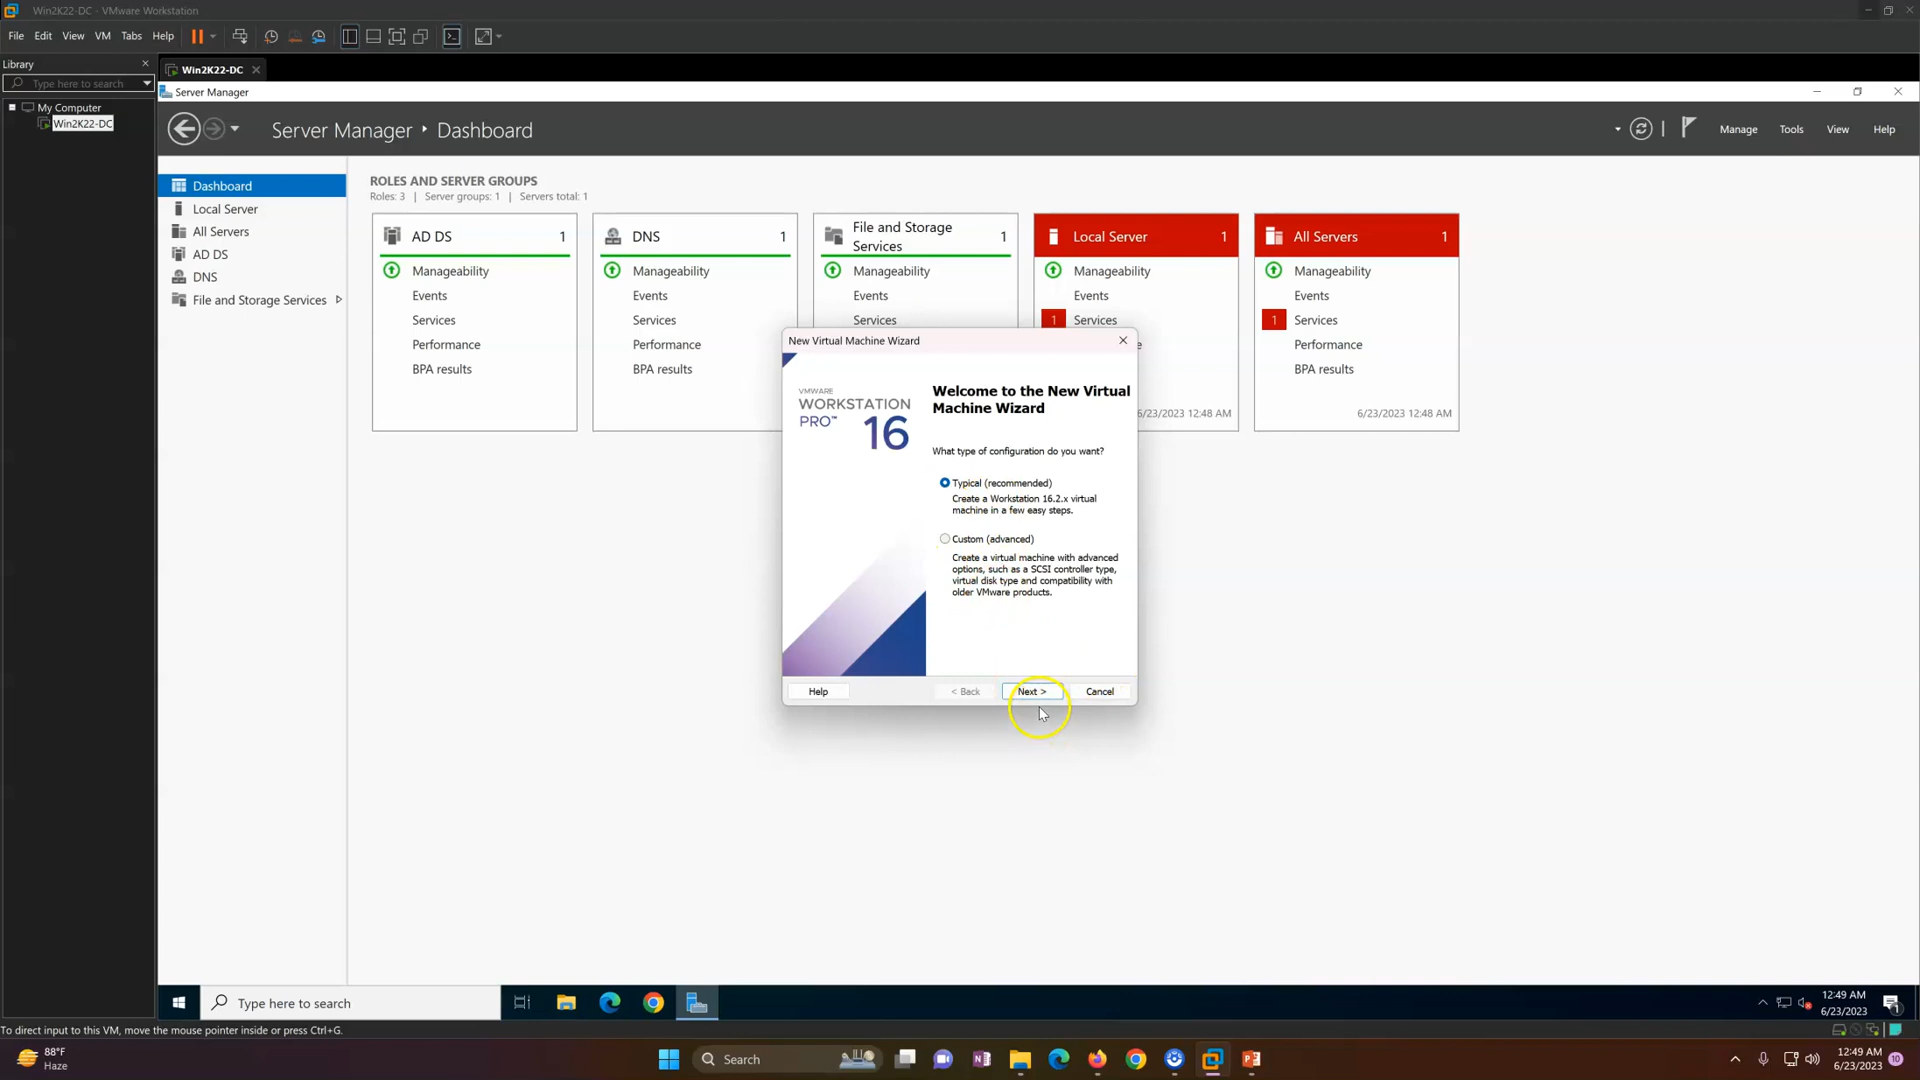 Win2K22-DC - VMware Workstation
File Edit View VM Tabs Help
Library
Type here to search
My Computer
Win2K22-DC
Win2K22-DC
Server Manager
Server Manager Dashboard
Manage Tools View Help
Dashboard
Local Server
All Servers
AD DS
DNS
File and Storage Services
ROLES AND SERVER GROUPS
Roles: 3 | Server groups: 1 | Servers total: 1
AD DS 1
Manageability
Events
Services
Performance
BPA results
DNS 1
Manageability
Events
Services
Performance
BPA results
File and Storage
Services 1
Manageability
Events
Services
Local Server 1
Manageability
Events
1 Services
e
6/23/2023 12:48 AM
All Servers 1
Manageability
Events
1 Services
Performance
BPA results
6/23/2023 12:48 AM
New Virtual Machine Wizard
VMWARE
WORKSTATION
PRO™ 16
Welcome to the New Virtual
Machine Wizard
What type of configuration do you want?
Typical (recommended)
Create a Workstation 16.2.x virtual
machine in a few easy steps.
Custom (advanced)
Create a virtual machine with advanced
options, such as a SCSI controller type,
virtual disk type and compatibility with
older VMware products.
Help < Back Next > Cancel
Type here to search
12:49 AM
6/23/2023
1
To direct input to this VM, move the mouse pointer inside or press Ctrl+G.
88°F
Haze
Search
12:49 AM
6/23/2023
10